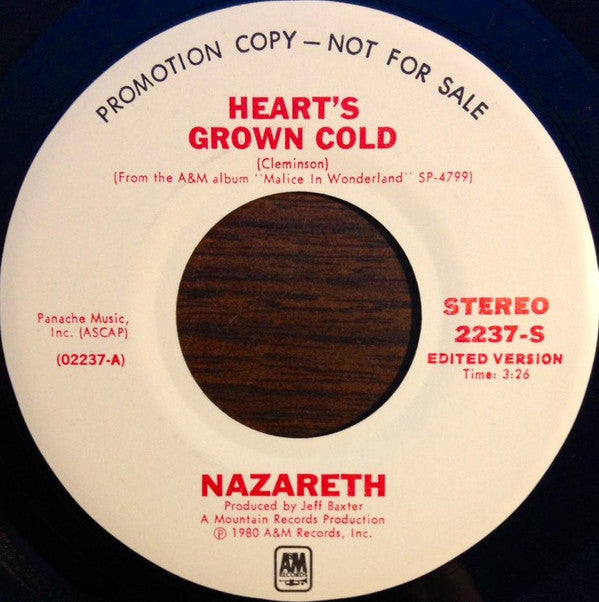 PROMOTION COPY — NOT FOR SALE
HEART'S
GROWN COLD
(Cleminson)
(From the A&M album "Malice In Wonderland" SP-4799)
Panache Music,
Inc. (ASCAP)
(02237-A)
STEREO
2237-S
EDITED VERSION
Time: 3:26
NAZARETH
Produced by Jeff Baxter
A Mountain Records Production
Ⓟ 1980 A&M Records, Inc.
A&M
RECORDS